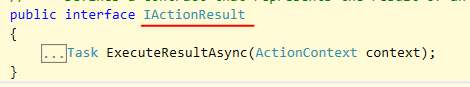 public interface IActionResult
{
...Task ExecuteResultAsync(ActionContext context);
}